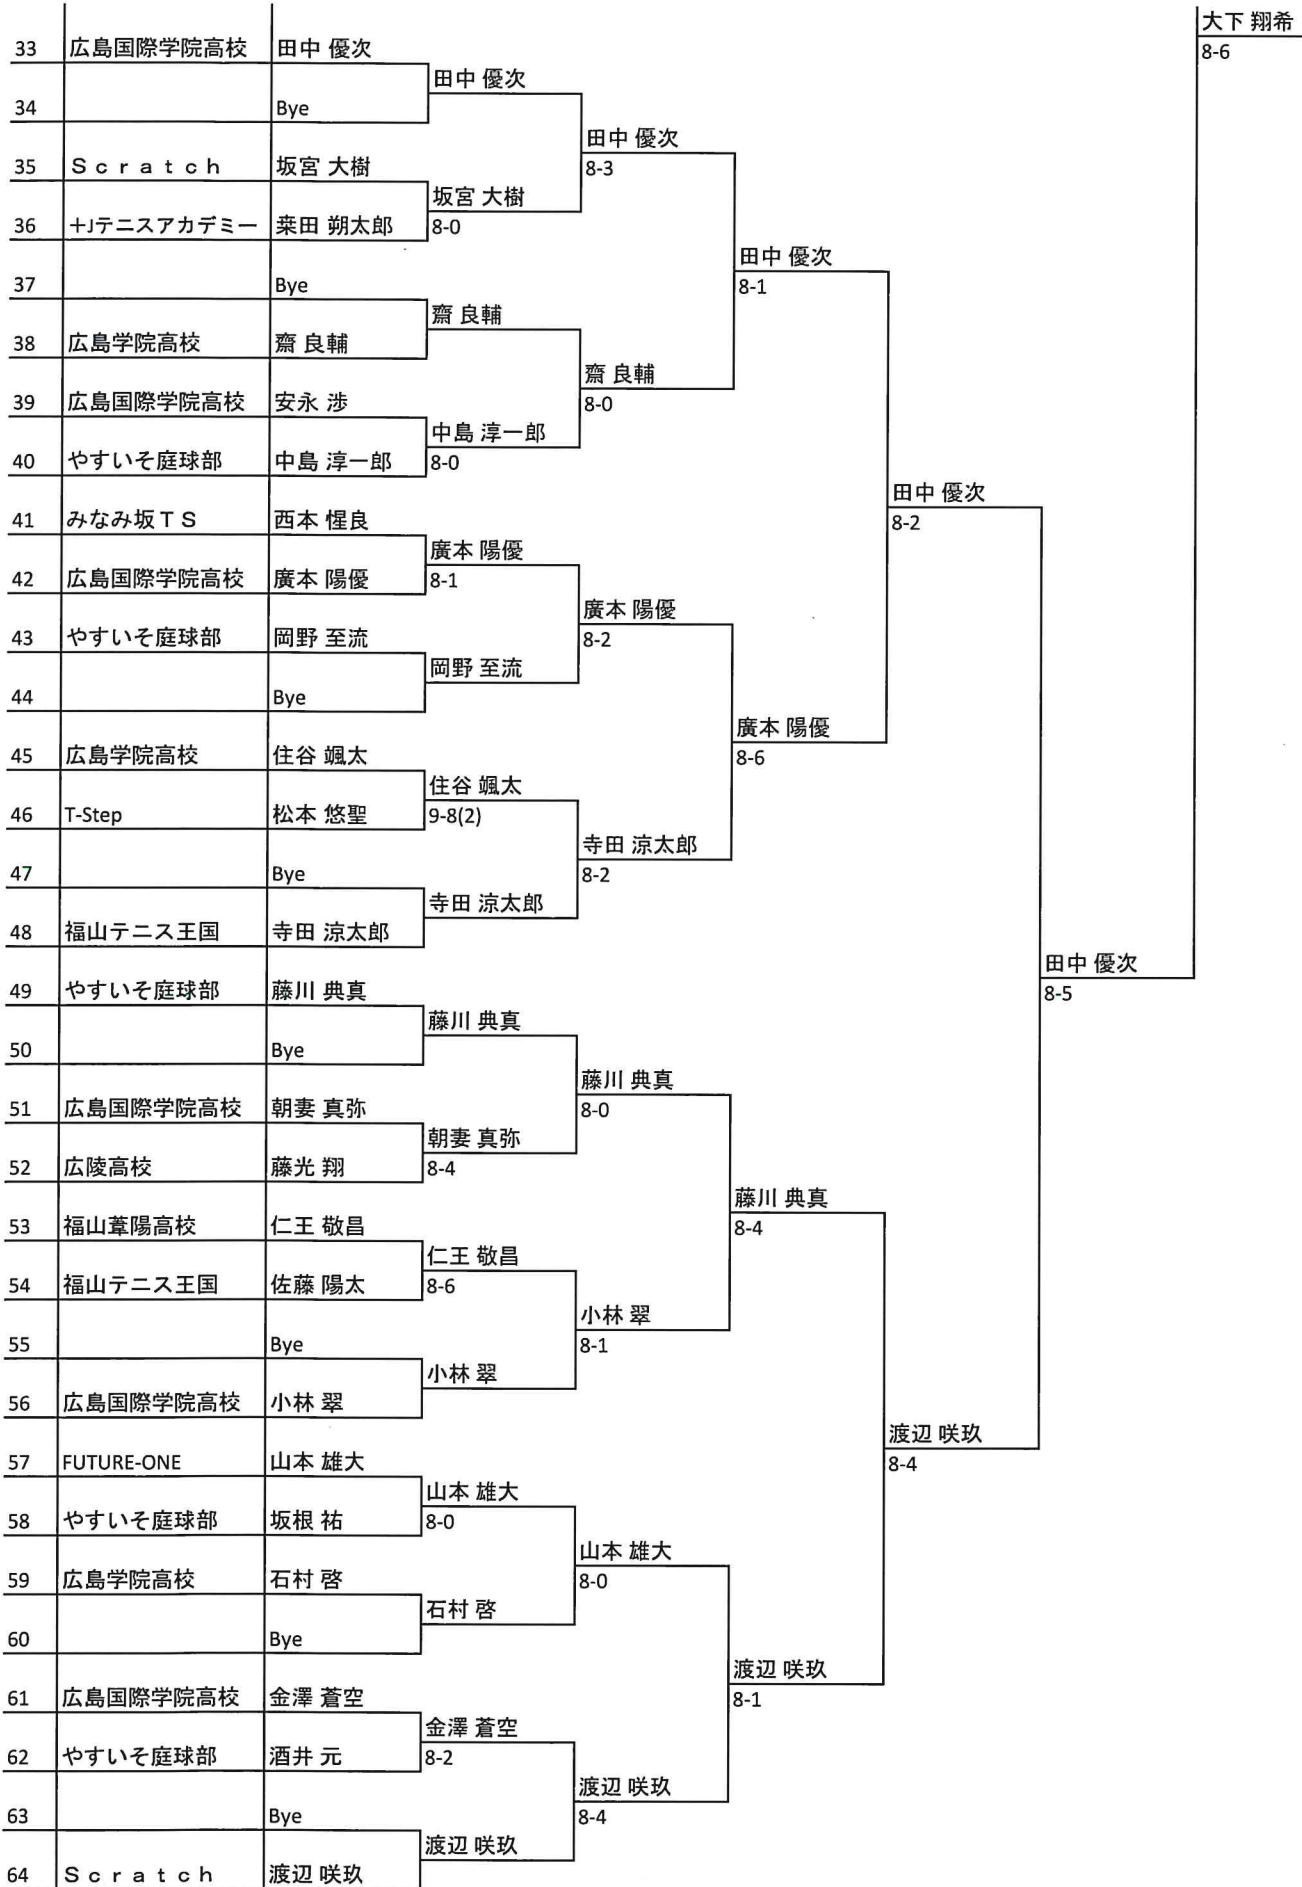 大下 翔希
8-6
33 広島国際学院高校 田中 優次
田中 優次
34 Bye
田中 優次
8-3
35 Ｓｃｒａｔｃｈ 坂宮 大樹
坂宮 大樹
8-0
36 +Jテニスアカデミー 桒田 朔太郎
田中 優次
8-1
37 Bye
齋 良輔
38 広島学院高校 齋 良輔
齋 良輔
8-0
39 広島国際学院高校 安永 渉
中島 淳一郎
8-0
40 やすいそ庭球部 中島 淳一郎
田中 優次
8-2
41 みなみ坂ＴＳ 西本 惺良
廣本 陽優
8-1
42 広島国際学院高校 廣本 陽優
廣本 陽優
8-2
43 やすいそ庭球部 岡野 至流
岡野 至流
44 Bye
廣本 陽優
8-6
45 広島学院高校 住谷 颯太
住谷 颯太
9-8(2)
46 T-Step 松本 悠聖
寺田 涼太郎
8-2
47 Bye
寺田 涼太郎
48 福山テニス王国 寺田 涼太郎
田中 優次
8-5
49 やすいそ庭球部 藤川 典真
藤川 典真
50 Bye
藤川 典真
8-0
51 広島国際学院高校 朝妻 真弥
朝妻 真弥
8-4
52 広陵高校 藤光 翔
藤川 典真
8-4
53 福山葦陽高校 仁王 敬昌
仁王 敬昌
8-6
54 福山テニス王国 佐藤 陽太
小林 翠
8-1
55 Bye
小林 翠
56 広島国際学院高校 小林 翠
渡辺 咲玖
8-4
57 FUTURE-ONE 山本 雄大
山本 雄大
8-0
58 やすいそ庭球部 坂根 祐
山本 雄大
8-0
59 広島学院高校 石村 啓
石村 啓
60 Bye
渡辺 咲玖
8-1
61 広島国際学院高校 金澤 蒼空
金澤 蒼空
8-2
62 やすいそ庭球部 酒井 元
渡辺 咲玖
8-4
63 Bye
渡辺 咲玖
64 Ｓｃｒａｔｃｈ 渡辺 咲玖